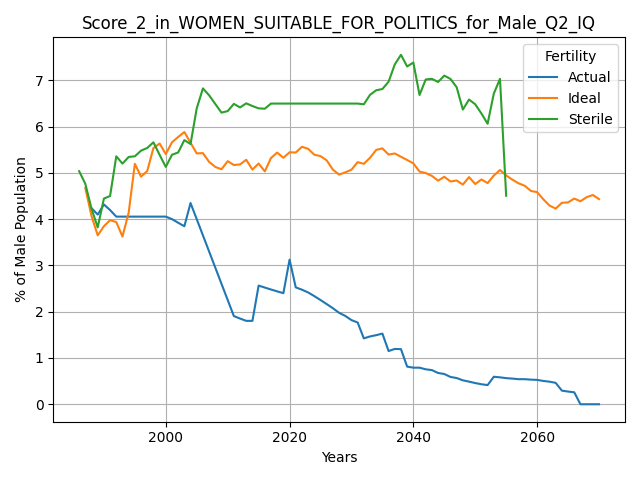 Score_2_in_WOMEN_SUITABLE_FOR_POLITICS_for_Male_Q2_IQ
Fertility
Actual
Ideal
Sterile
% of Male Population
7
6
5
4
3
2
1
0
2000 2020 2040 2060
Years